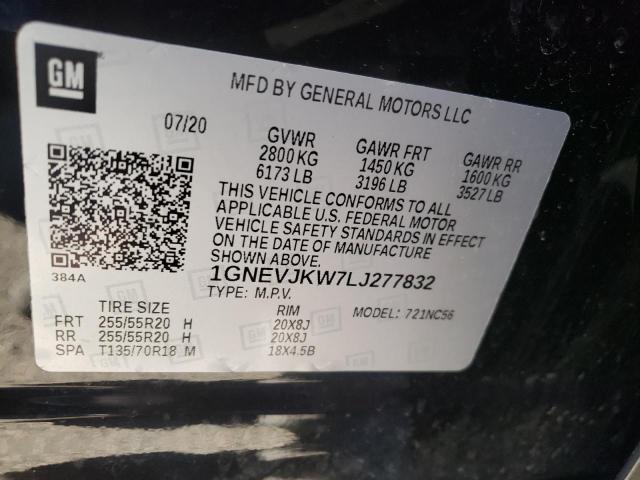 GM
MFD BY GENERAL MOTORS LLC
07/20 GVWR GAWR FRT GAWR RR
2800 KG 1450 KG 1600 KG
6173 LB 3196 LB 3527 LB
THIS VEHICLE CONFORMS TO ALL
APPLICABLE U.S. FEDERAL MOTOR
VEHICLE SAFETY STANDARDS IN EFFECT
ON THE DATE OF MANUFACTURE
SHOWN ABOVE.
384A 1GNEVJKW7LJ277832
TYPE: M.P.V.
TIRE SIZE RIM MODEL: 721NC56
FRT 255/55R20 H 20X8J
RR 255/55R20 H 20X8J
SPA T135/70R18 M 18X4.5B